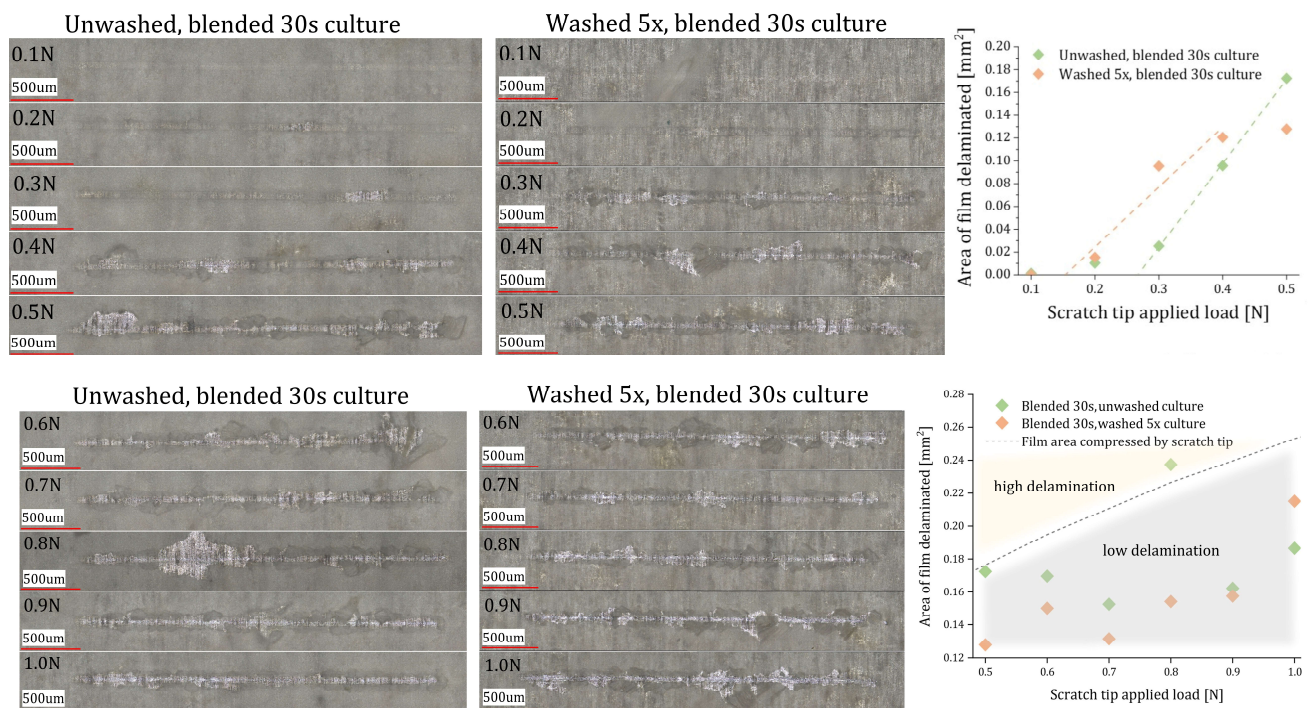 Unwashed, blended 30s culture
0.1N
500um
0.2N
500um
0.3N
500um
0.4N
500um
0.5N
500um
Washed 5x, blended 30s culture
0.1N
500um
0.2N
500um
0.3N
500um
0.4N
500um
0.5N
500um
Area of film delaminated [mm²]
0.20
0.18
0.16
0.14
0.12
0.10
0.08
0.06
0.04
0.02
0.00
Unwashed, blended 30s culture
Washed 5x, blended 30s culture
0.1 0.2 0.3 0.4 0.5
Scratch tip applied load [N]
Unwashed, blended 30s culture
0.6N
500um
0.7N
500um
0.8N
500um
0.9N
500um
1.0N
500um
Washed 5x, blended 30s culture
0.6N
500um
0.7N
500um
0.8N
500um
0.9N
500um
1.0N
500um
Area of film delaminated [mm²]
0.28
0.26
0.24
0.22
0.20
0.18
0.16
0.14
0.12
Blended 30s,unwashed culture
Blended 30s,washed 5x culture
Film area compressed by scratch tip
high delamination
low delamination
0.5 0.6 0.7 0.8 0.9 1.0
Scratch tip applied load [N]